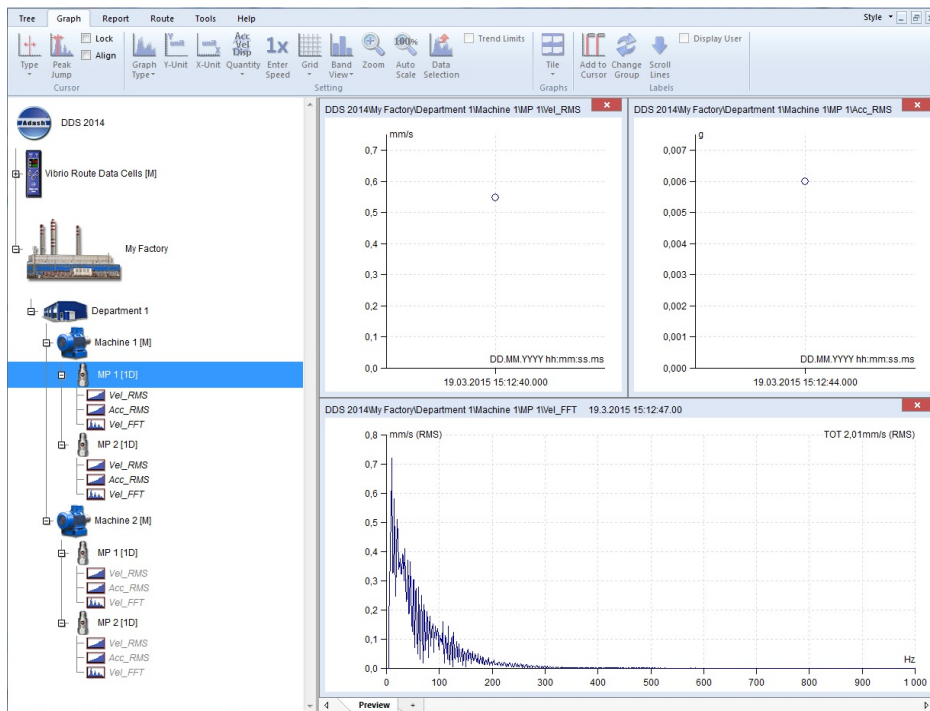 Tree Graph Report Route Tools Help Style
Type
Peak Jump
Lock
Align
Cursor
Graph Type
Y-Unit
X-Unit
Acc Vel Disp
Quantity
1x
Enter Speed
Grid
Band View
Zoom
100%
Auto Scale
Data Selection
Trend Limits
Setting
Tile
Graphs
Add to Cursor
Change Group
Scroll Lines
Display User
Labels
Adash
DDS 2014
Vibrio Route Data Cells [M]
My Factory
Department 1
Machine 1 [M]
MP 1 [1D]
Vel_RMS
Acc_RMS
Vel_FFT
MP 2 [1D]
Vel_RMS
Acc_RMS
Vel_FFT
Machine 2 [M]
MP 1 [1D]
Vel_RMS
Acc_RMS
Vel_FFT
MP 2 [1D]
Vel_RMS
Acc_RMS
Vel_FFT
DDS 2014\My Factory\Department 1\Machine 1\MP 1\Vel_RMS
mm/s
0,7
0,6
0,5
0,4
0,3
0,2
0,1
0,0
DD.MM.YYYY hh:mm:ss.ms
19.03.2015 15:12:40.000
DDS 2014\My Factory\Department 1\Machine 1\MP 1\Acc_RMS
g
0,007
0,006
0,005
0,004
0,003
0,002
0,001
0,000
DD.MM.YYYY hh:mm:ss.ms
19.03.2015 15:12:44.000
DDS 2014\My Factory\Department 1\Machine 1\MP 1\Vel_FFT 19.3.2015 15:12:47.00
mm/s (RMS) TOT 2,01mm/s (RMS)
0,8
0,7
0,6
0,5
0,4
0,3
0,2
0,1
0,0
Hz
0 100 200 300 400 500 600 700 800 900 1 000
Preview +